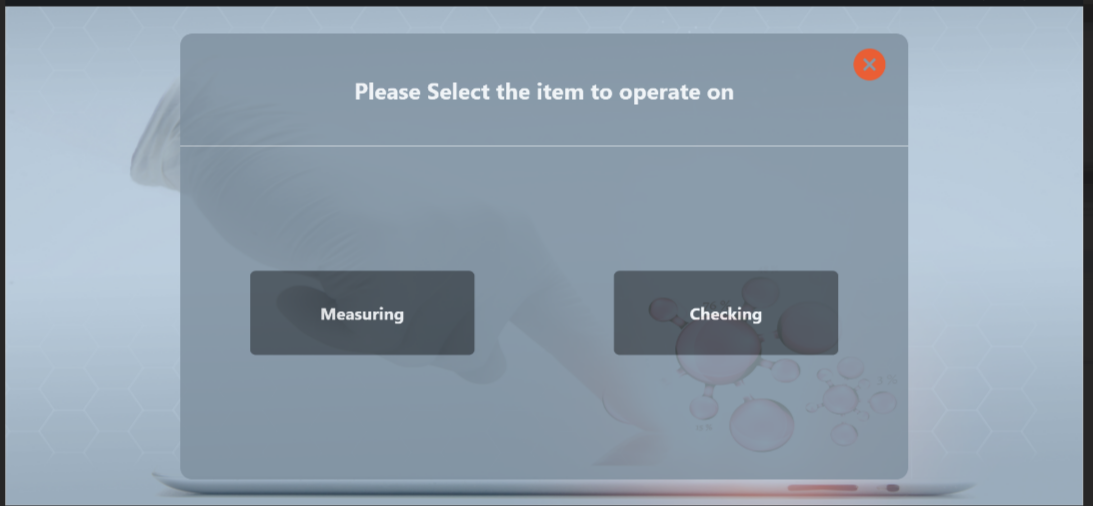 Please Select the item to operate on
Measuring
Checking